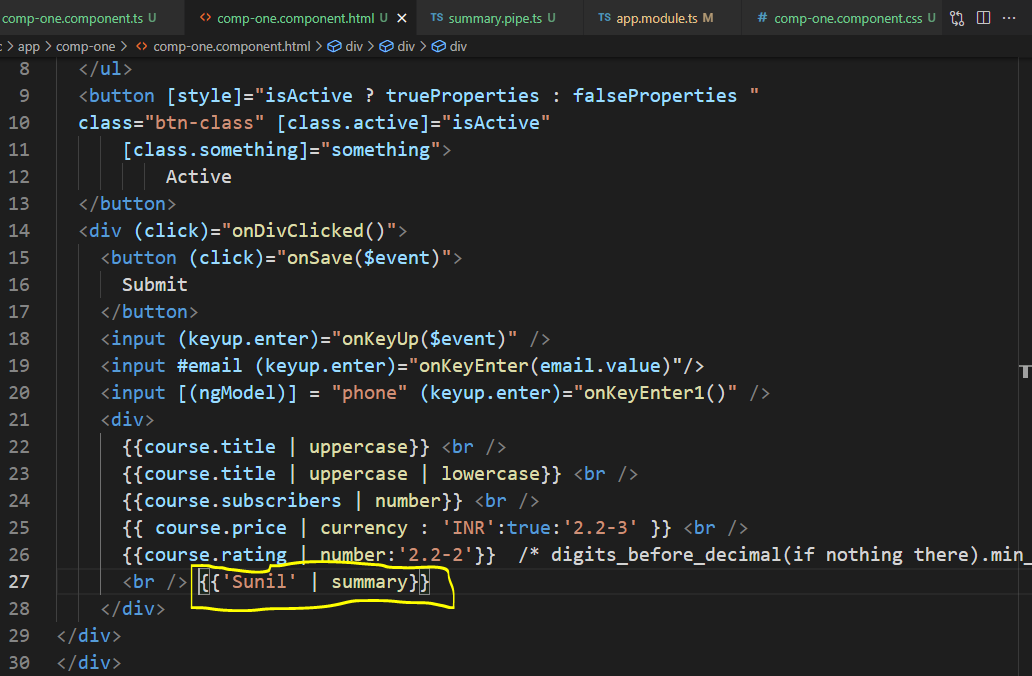 comp-one.component.ts U <> comp-one.component.html U × TS summary.pipe.ts U TS app.module.ts M # comp-one.component.css U
: > app > comp-one > <> comp-one.component.html > div > div > div
8 </ul>
9 <button [style]="isActive ? trueProperties : falseProperties "
10 class="btn-class" [class.active]="isActive"
11 [class.something]="something">
12 Active
13 </button>
14 <div (click)="onDivClicked()">
15 <button (click)="onSave($event)">
16 Submit
17 </button>
18 <input (keyup.enter)="onKeyUp($event)" />
19 <input #email (keyup.enter)="onKeyEnter(email.value)"/>
20 <input [(ngModel)] = "phone" (keyup.enter)="onKeyEnter1()" />
21 <div>
22 {{course.title | uppercase}} <br />
23 {{course.title | uppercase | lowercase}} <br />
24 {{course.subscribers | number}} <br />
25 {{ course.price | currency : 'INR':true:'2.2-3' }} <br />
26 {{course.rating | number:'2.2-2'}} /* digits_before_decimal(if nothing there).min_
27 <br /> {{'Sunil' | summary}}
28 </div>
29 </div>
30 </div>